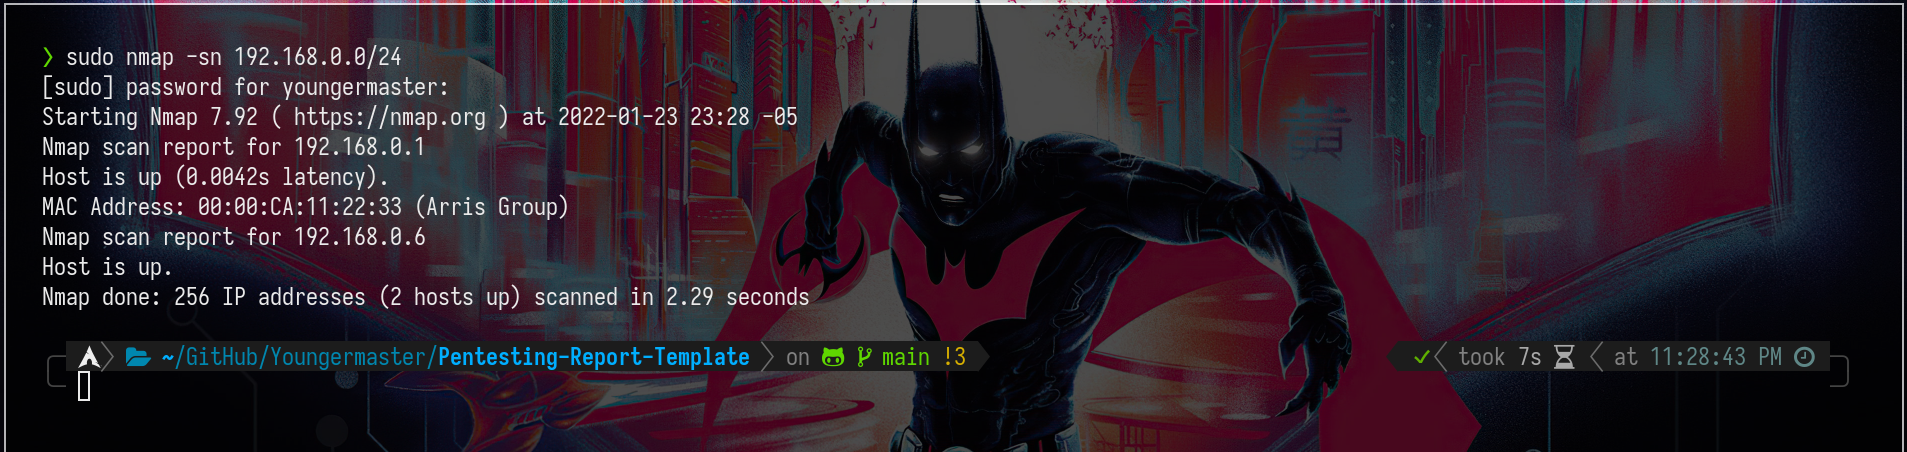 ❯ sudo nmap -sn 192.168.0.0/24
[sudo] password for youngermaster:
Starting Nmap 7.92 ( https://nmap.org ) at 2022-01-23 23:28 -05
Nmap scan report for 192.168.0.1
Host is up (0.0042s latency).
MAC Address: 00:00:CA:11:22:33 (Arris Group)
Nmap scan report for 192.168.0.6
Host is up.
Nmap done: 256 IP addresses (2 hosts up) scanned in 2.29 seconds
~/GitHub/Youngermaster/Pentesting-Report-Template on main !3 ✓ took 7s at 11:28:43 PM
黄